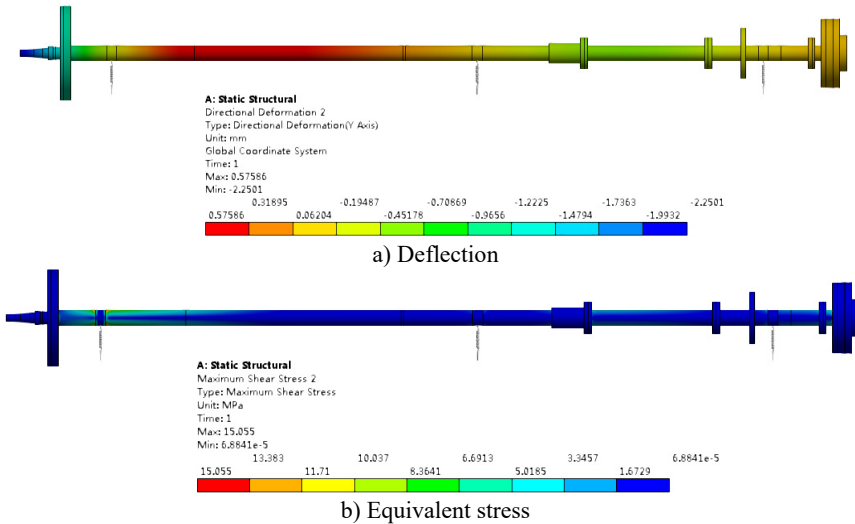 A: Static Structural
Directional Deformation 2
Type: Directional Deformation(Y Axis)
Unit: mm
Global Coordinate System
Time: 1
Max: 0.57586
Min: -2.2501
0.31895 -0.19487 -0.70869 -1.2225 -1.7363 -2.2501
0.57586 0.06204 -0.45178 -0.9656 -1.4794 -1.9932
a) Deflection
A: Static Structural
Maximum Shear Stress 2
Type: Maximum Shear Stress
Unit: MPa
Time: 1
Max: 15.055
Min: 6.8841e-5
13.383 10.037 6.6913 3.3457 6.8841e-5
15.055 11.71 8.3641 5.0185 1.6729
b) Equivalent stress